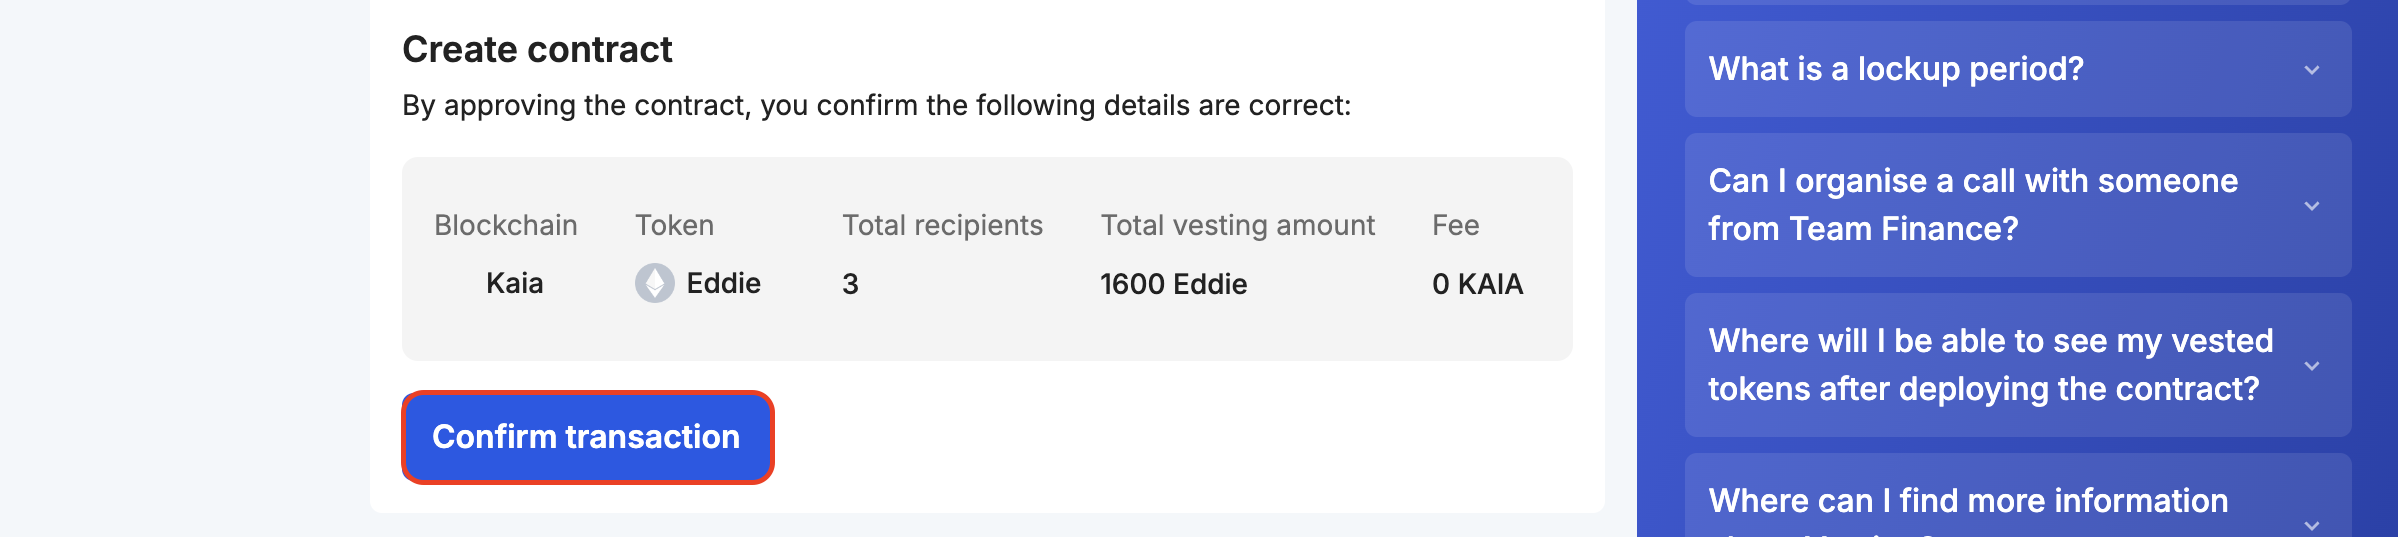 Create contract
By approving the contract, you confirm the following details are correct:
Blockchain Token Total recipients Total vesting amount Fee
Kaia Eddie 3 1600 Eddie 0 KAIA
Confirm transaction
What is a lockup period?
Can I organise a call with someone
from Team Finance?
Where will I be able to see my vested
tokens after deploying the contract?
Where can I find more information